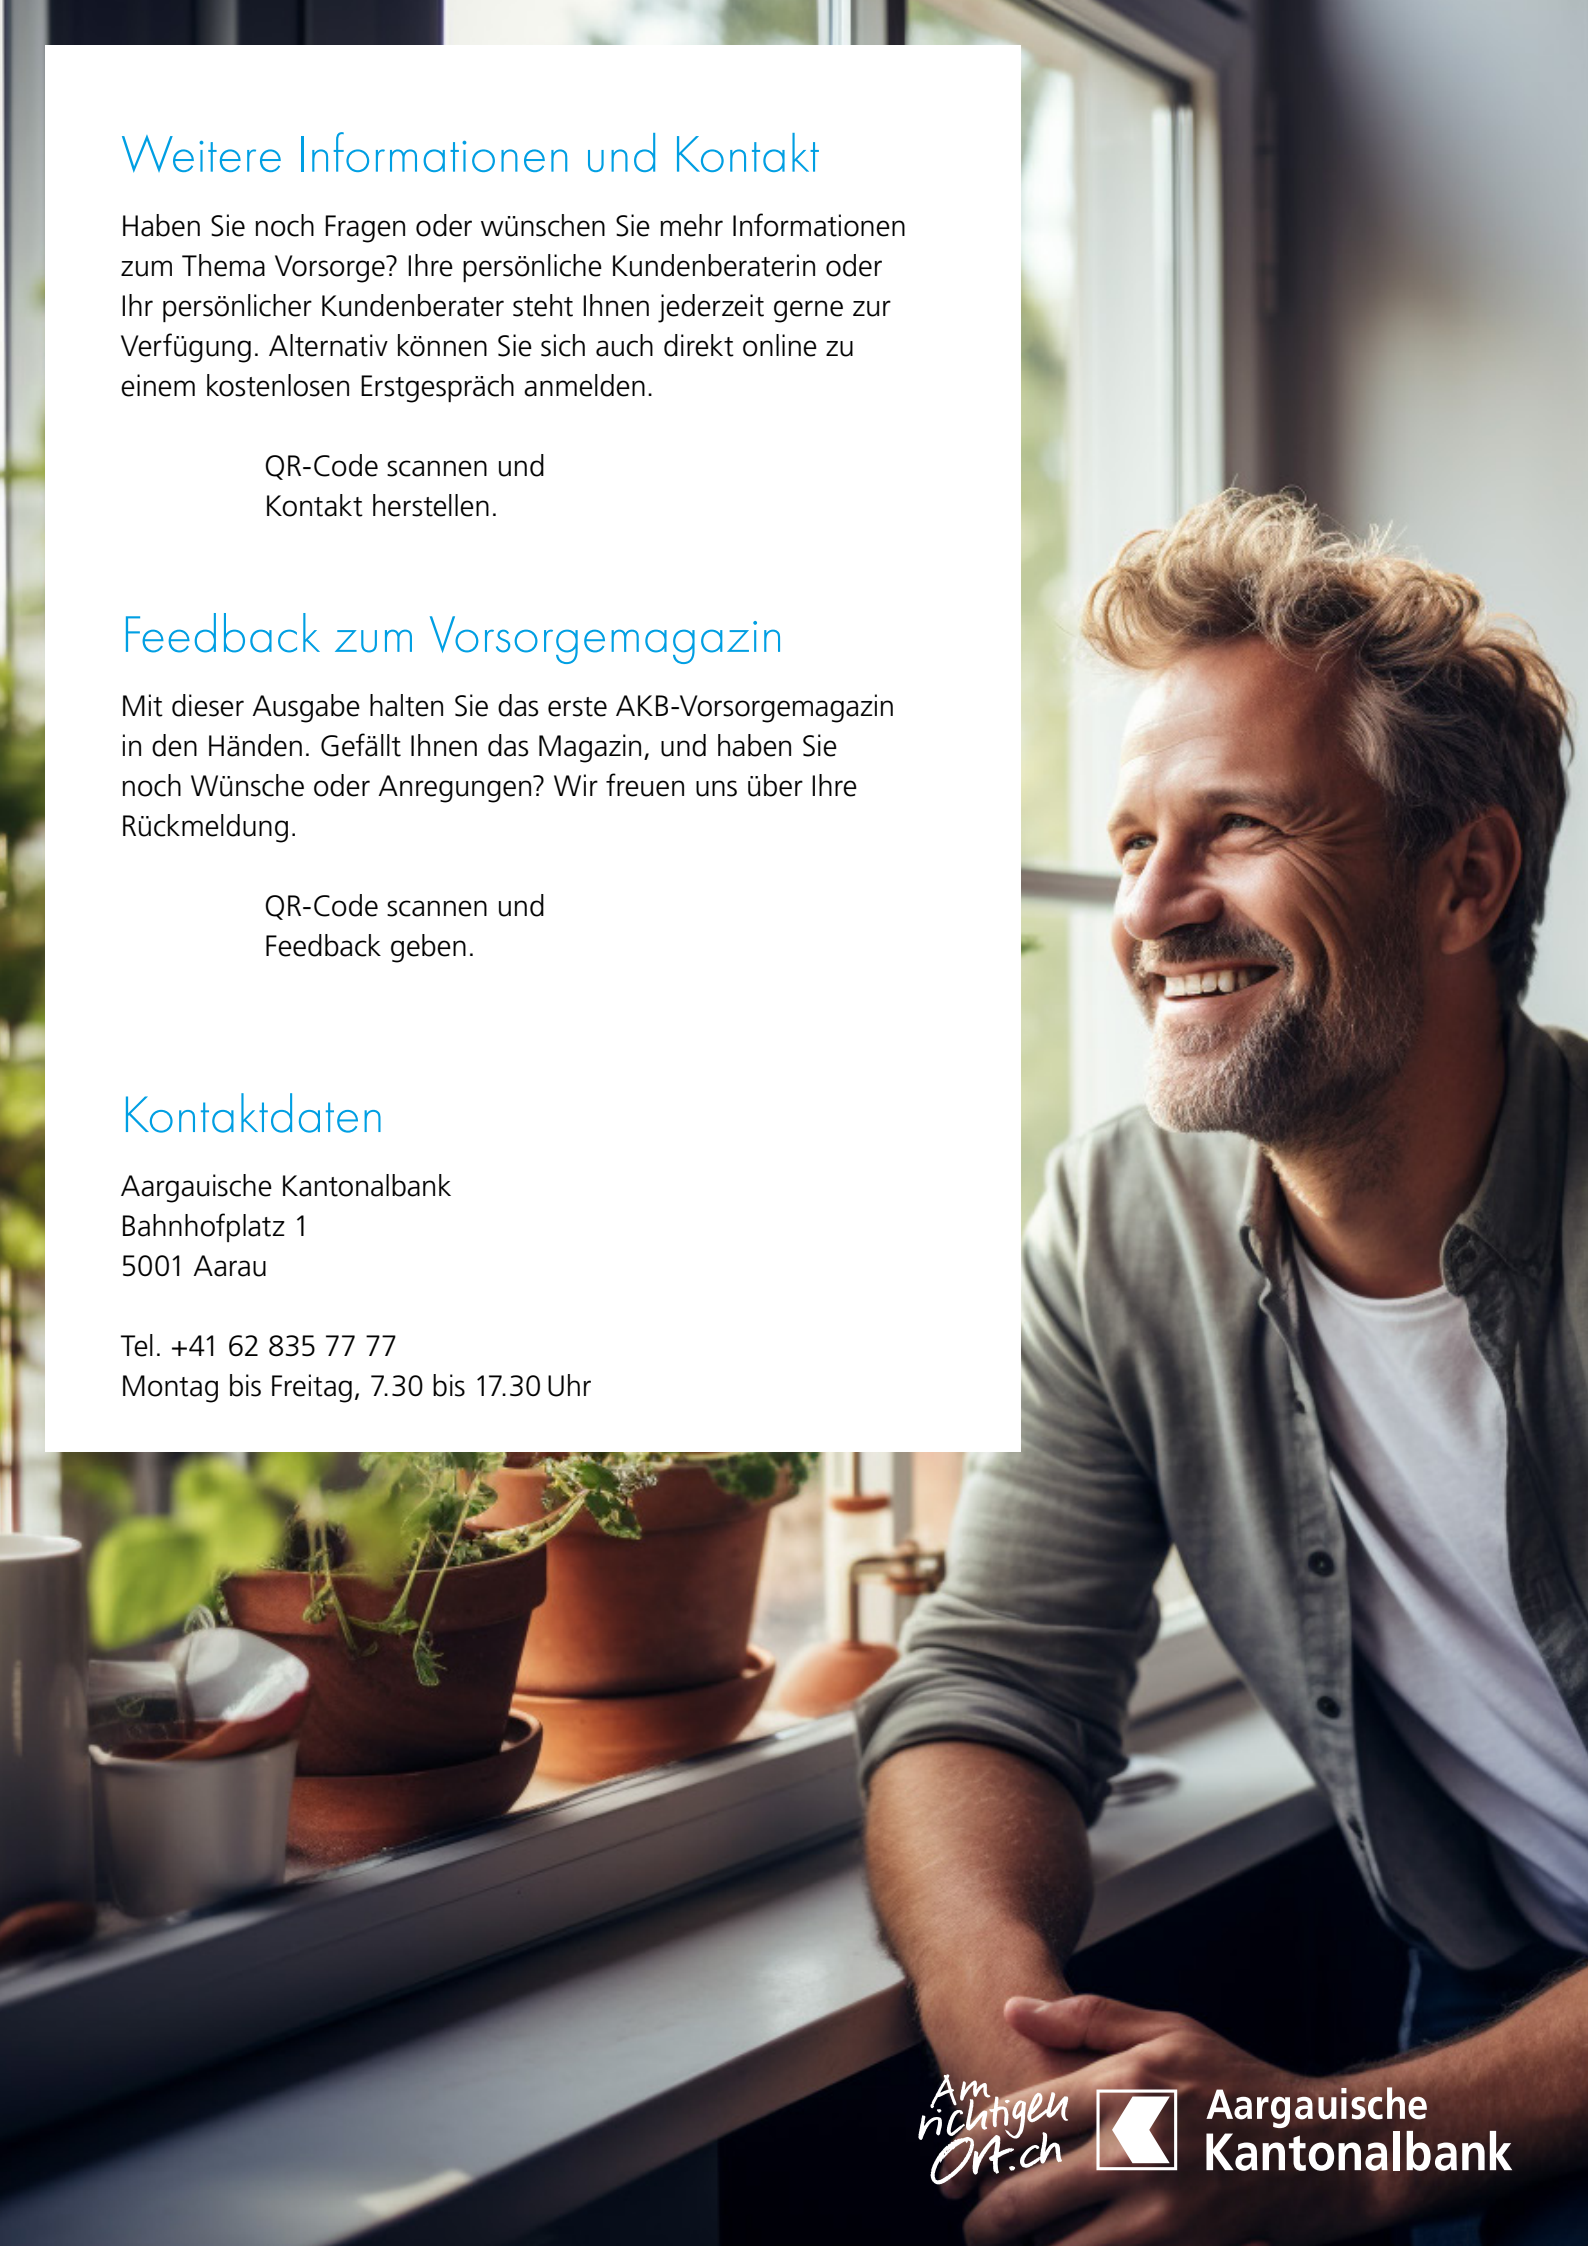 Weitere Informationen und Kontakt
Haben Sie noch Fragen oder wünschen Sie mehr Informationen
zum Thema Vorsorge? Ihre persönliche Kundenberaterin oder
Ihr persönlicher Kundenberater steht Ihnen jederzeit gerne zur
Verfügung. Alternativ können Sie sich auch direkt online zu
einem kostenlosen Erstgespräch anmelden.
QR-Code scannen und
Kontakt herstellen.
Feedback zum Vorsorgemagazin
Mit dieser Ausgabe halten Sie das erste AKB-Vorsorgemagazin
in den Händen. Gefällt Ihnen das Magazin, und haben Sie
noch Wünsche oder Anregungen? Wir freuen uns über Ihre
Rückmeldung.
QR-Code scannen und
Feedback geben.
Kontaktdaten
Aargauische Kantonalbank
Bahnhofplatz 1
5001 Aarau
Tel. +41 62 835 77 77
Montag bis Freitag, 7.30 bis 17.30 Uhr
Am
richtigen
Ort.ch
Aargauische
Kantonalbank